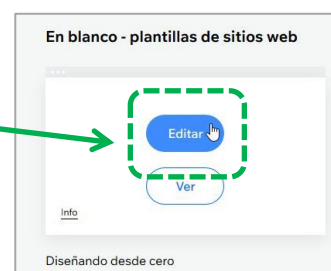 En blanco - plantillas de sitios web
Editar
Ver
Info
Diseñando desde cero